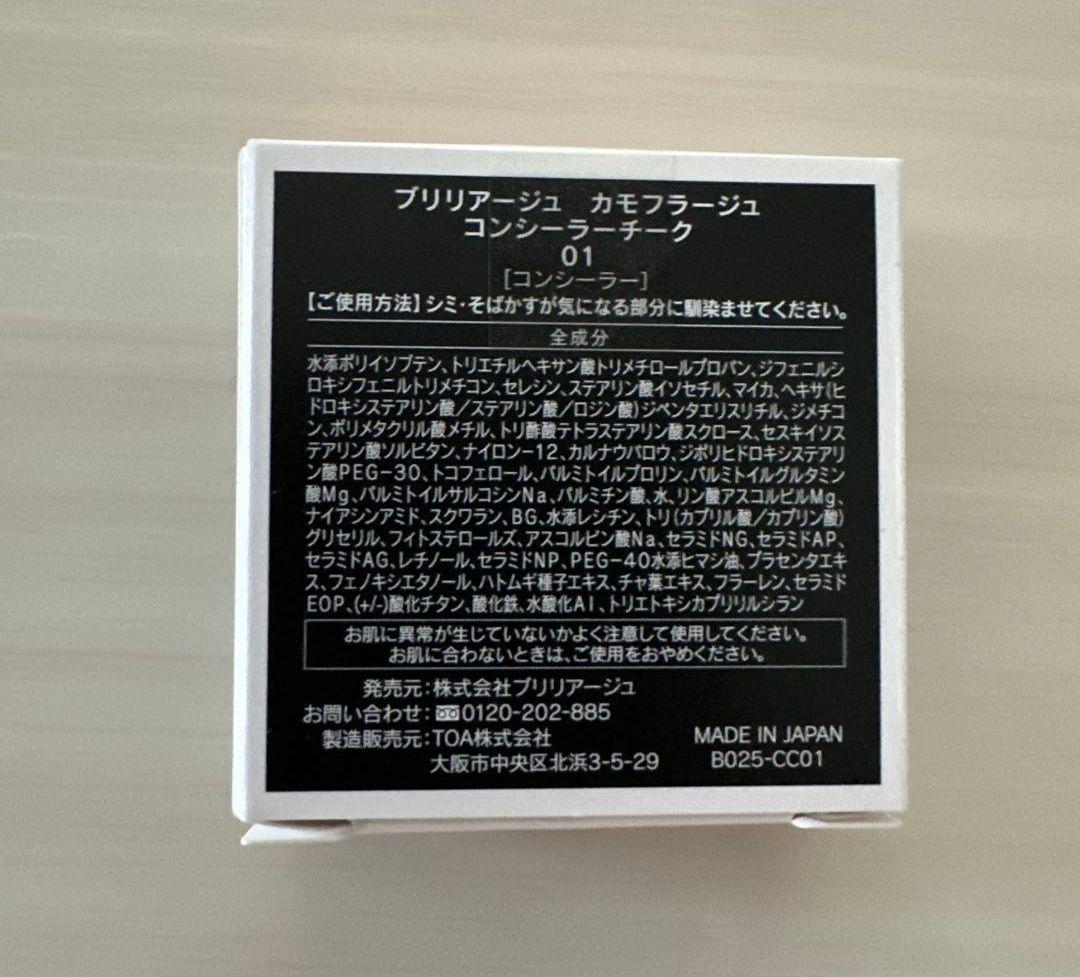 ブリリアージュ　カモフラージュ
コンシーラーチーク
01
[コンシーラー]
【ご使用方法】シミ・そばかすが気になる部分に馴染ませてください。
全成分
水添ポリイソブテン、トリエチルヘキサン酸トリメチロールプロパン、ジフェニルシ
ロキシフェニルトリメチコン、セレシン、ステアリン酸イソセチル、マイカ、ヘキサ(ヒ
ドロキシステアリン酸／ステアリン酸／ロジン酸)ジペンタエリスリチル、ジメチコ
ン、ポリメタクリル酸メチル、トリ酢酸テトラステアリン酸スクロース、セスキイソス
テアリン酸ソルビタン、ナイロン-12、カルナウバロウ、ジポリヒドロキシステアリ
ン酸PEG-30、トコフェロール、パルミトイルプロリン、パルミトイルグルタミン
酸Mg、パルミトイルサルコシンNa、パルミチン酸、水、リン酸アスコルビルMg、
ナイアシンアミド、スクワラン、BG、水添レシチン、トリ(カプリル酸／カプリン酸)
グリセリル、フィトステロールズ、アスコルビン酸Na、セラミドNG、セラミドAP、
セラミドAG、レチノール、セラミドNP、PEG-40水添ヒマシ油、プラセンタエキ
ス、フェノキシエタノール、ハトムギ種子エキス、チャ葉エキス、フラーレン、セラミド
EOP、(+/-)酸化チタン、酸化鉄、水酸化Al、トリエトキシカプリリルシラン
お肌に異常が生じていないかよく注意して使用してください。
お肌に合わないときは、ご使用をおやめください。
発売元:株式会社ブリリアージュ
お問い合わせ:0120-202-885
製造販売元:TOA株式会社
大阪市中央区北浜3-5-29
MADE IN JAPAN
B025-CC01